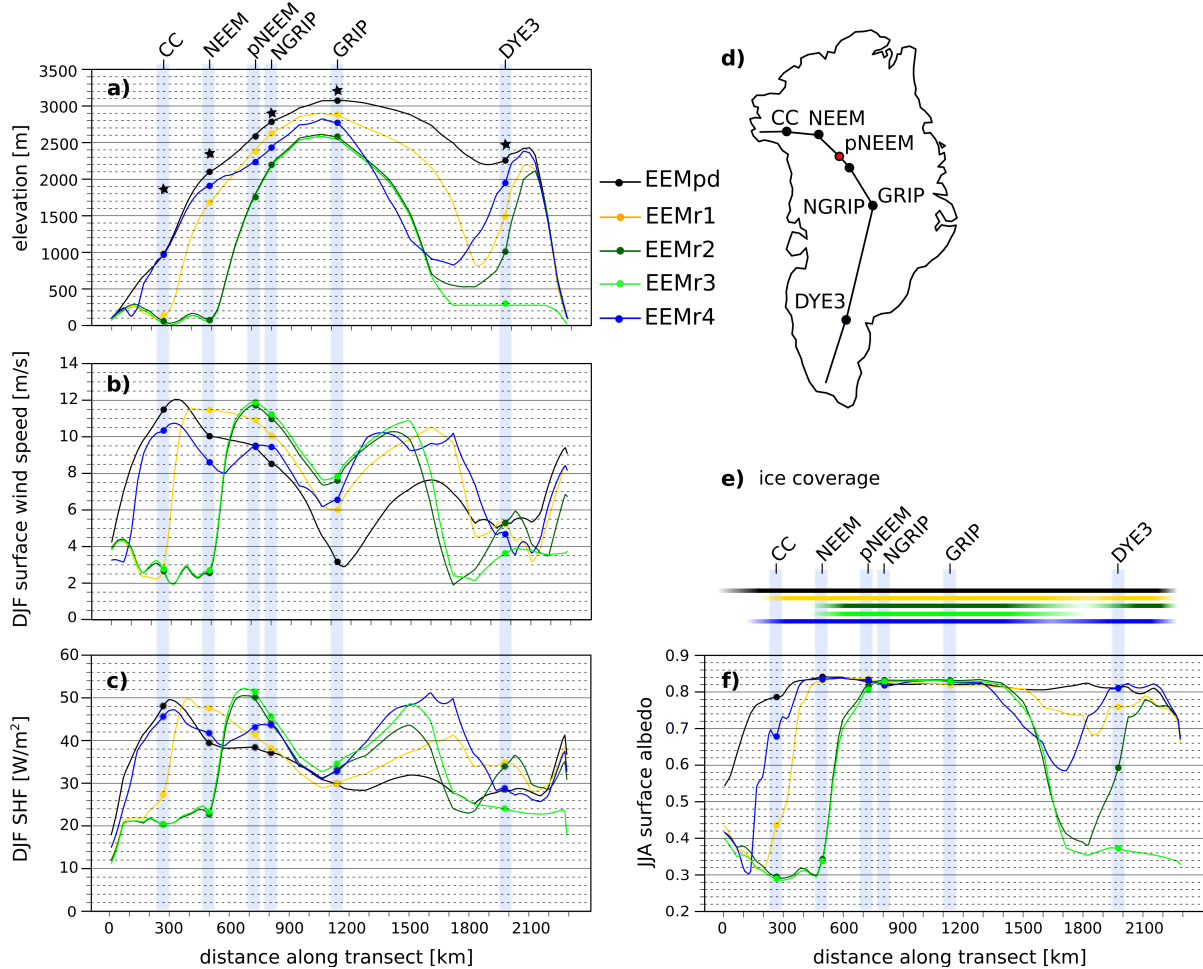 CC
NEEM
pNEEM
NGRIP
GRIP
DYE3
a)
elevation [m]
3500
3000
2500
2000
1500
1000
500
0
EEMpd
EEMr1
EEMr2
EEMr3
EEMr4
d)
CC
NEEM
pNEEM
NGRIP
GRIP
DYE3
b)
DJF surface wind speed [m/s]
14
12
10
8
6
4
2
0
c)
DJF SHF [W/m²]
60
50
40
30
20
10
0
0 300 600 900 1200 1500 1800 2100
distance along transect [km]
e) ice coverage
CC
NEEM
pNEEM
NGRIP
GRIP
DYE3
f)
JJA surface albedo
0.9
0.8
0.7
0.6
0.5
0.4
0.3
0.2
0 300 600 900 1200 1500 1800 2100
distance along transect [km]